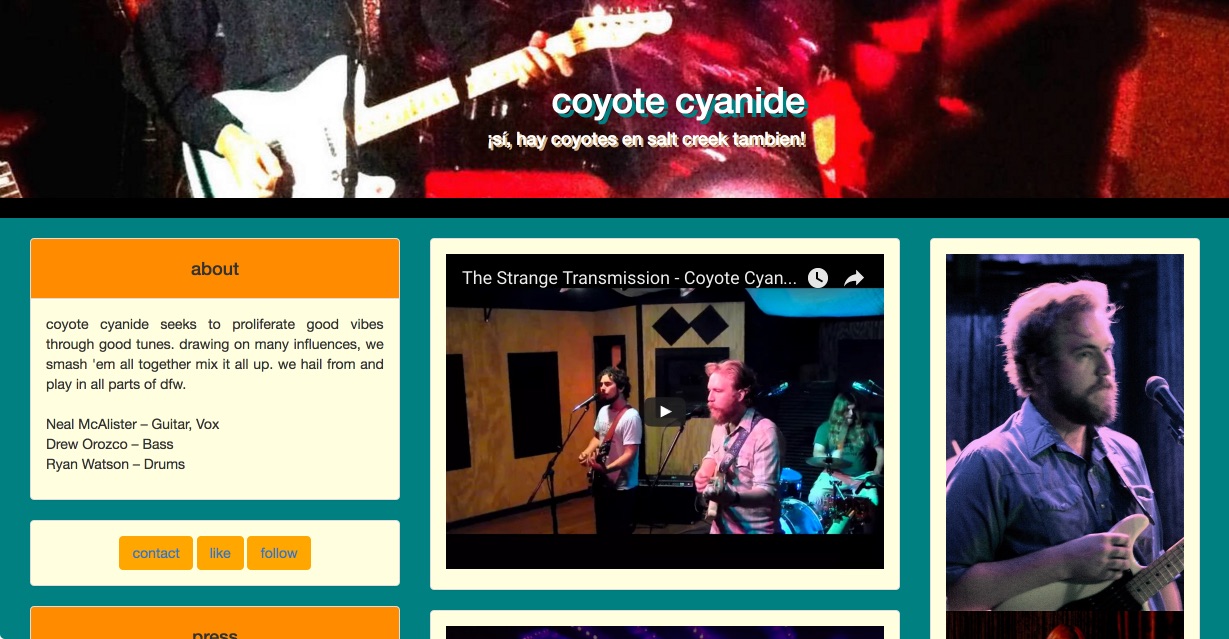 coyote cyanide
¡sí, hay coyotes en salt creek tambien!
about
coyote cyanide seeks to proliferate good vibes
through good tunes. drawing on many influences, we
smash 'em all together mix it all up. we hail from and
play in all parts of dfw.
Neal McAlister – Guitar, Vox
Drew Orozco – Bass
Ryan Watson – Drums
contact like follow
press
The Strange Transmission - Coyote Cyan...